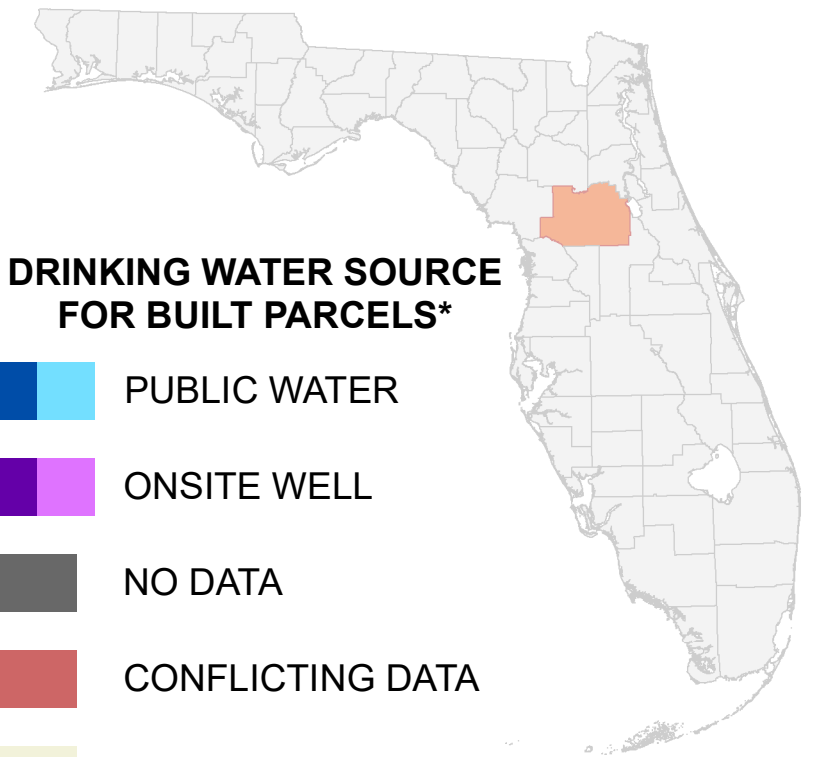 DRINKING WATER SOURCE
FOR BUILT PARCELS*
PUBLIC WATER
ONSITE WELL
NO DATA
CONFLICTING DATA